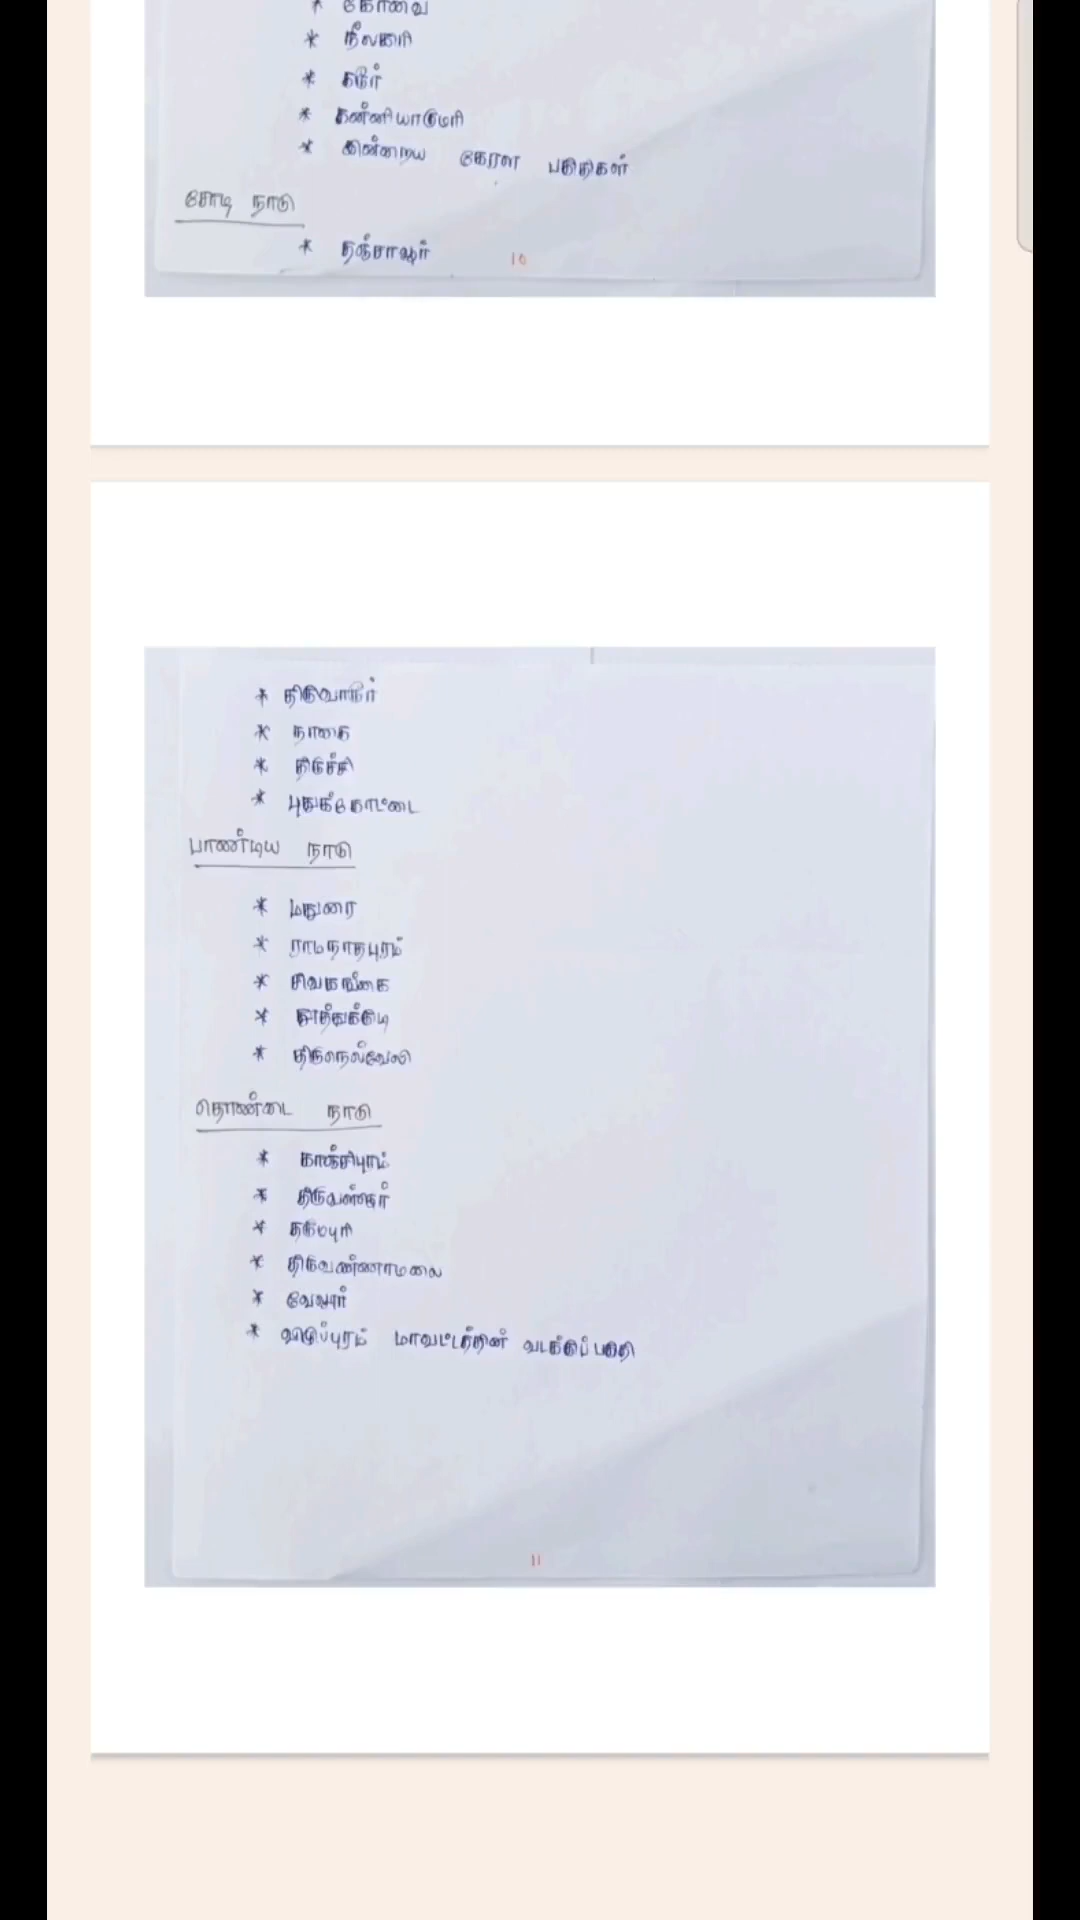 * கோவை
* நீலகிரி
* கரூர்
* கன்னியாகுமரி
* இன்றைய கேரள பகுதிகள்
சோழ நாடு
* தஞ்சாவூர்
10
* திருவாரூர்
* நாகை
* திருச்சி
* புதுக்கோட்டை
பாண்டிய நாடு
* மதுரை
* ராமநாதபுரம்
* சிவகங்கை
* தூத்துக்குடி
* திருநெல்வேலி
தொண்டை நாடு
* காஞ்சிபுரம்
* திருவள்ளூர்
* தருமபுரி
* திருவண்ணாமலை
* வேலூர்
* விழுப்புரம் மாவட்டத்தின் வடக்குப் பகுதி
11